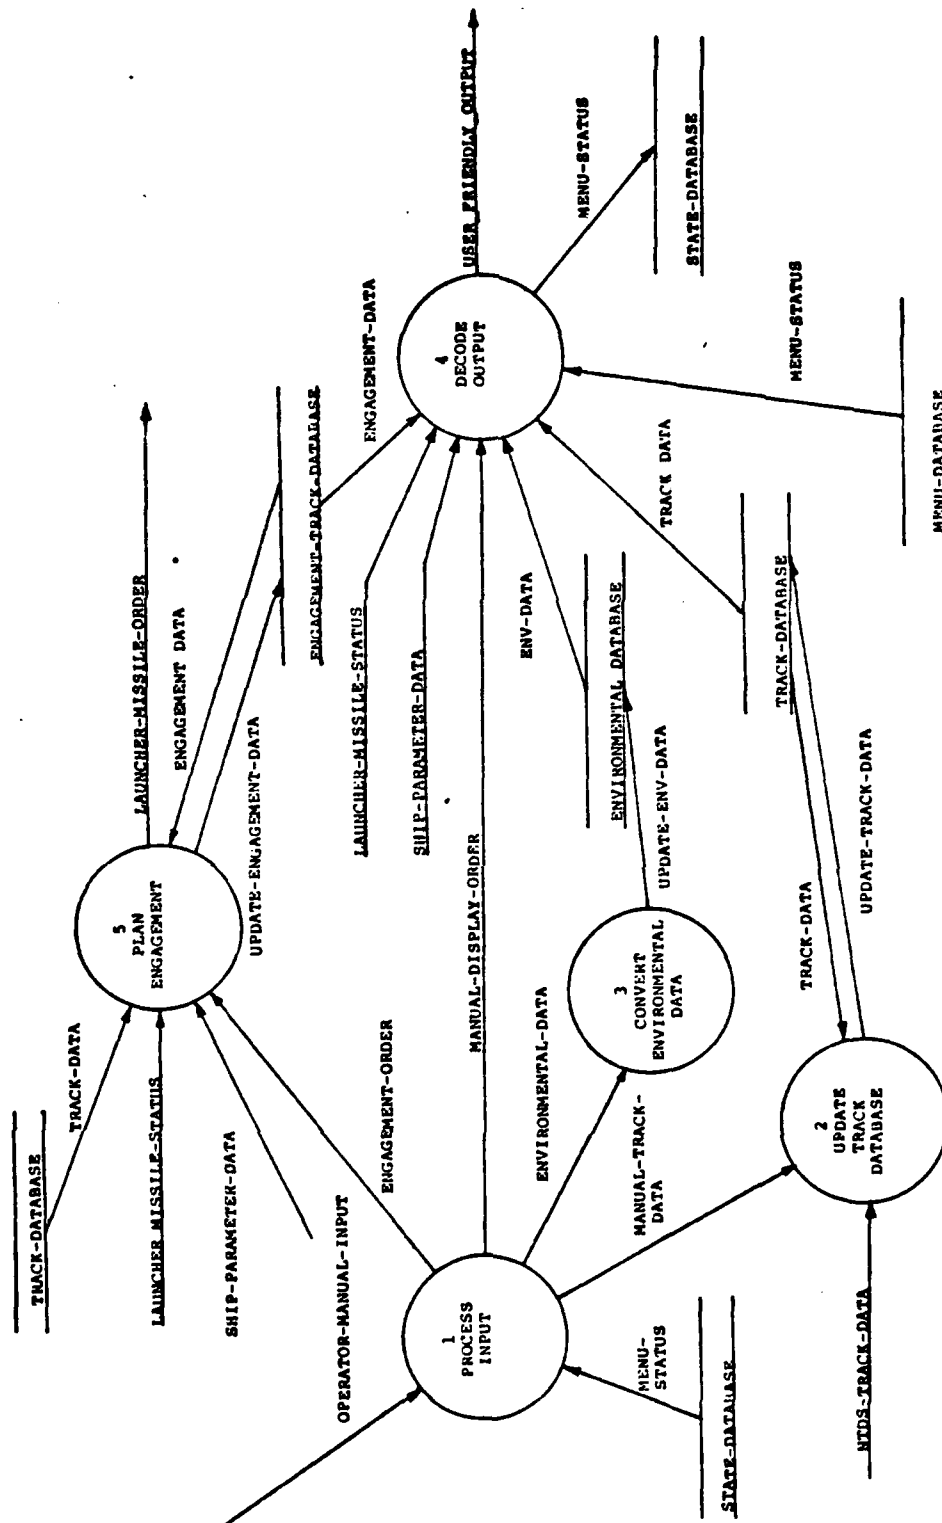 TRACK-DATABASE
TRACK-DATA
LAUNCHER MISSILE-STATUS
SHIP-PARAMETER-DATA
5
PLAN
ENGAGEMENT
LAUNCHER-MISSILE-ORDER
ENGAGEMENT DATA
UPDATE-ENGAGEMENT-DATA
ENGAGEMENT-TRACK-DATABASE
ENGAGEMENT-DATA
LAUNCHER-MISSILE-STATUS
SHIP-PARAMETER-DATA
OPERATOR-MANUAL-INPUT
ENGAGEMENT-ORDER
1
PROCESS
INPUT
MANUAL-DISPLAY-ORDER
4
DECODE
OUTPUT
USER FRIENDLY OUTPUT
MENU-STATUS
STATE-DATABASE
ENVIRONMENTAL-DATA
3
CONVERT
ENVIRONMENTAL
DATA
UPDATE-ENV-DATA
ENVIRONMENTAL DATABASE
ENV-DATA
TRACK DATA
MENU-STATUS
MENU-DATABASE
MENU-
STATUS
STATE-DATABASE
MANUAL-TRACK-
DATA
2
UPDATE
TRACK
DATABASE
TRACK-DATA
UPDATE-TRACK-DATA
TRACK-DATABASE
NTDS-TRACK-DATA